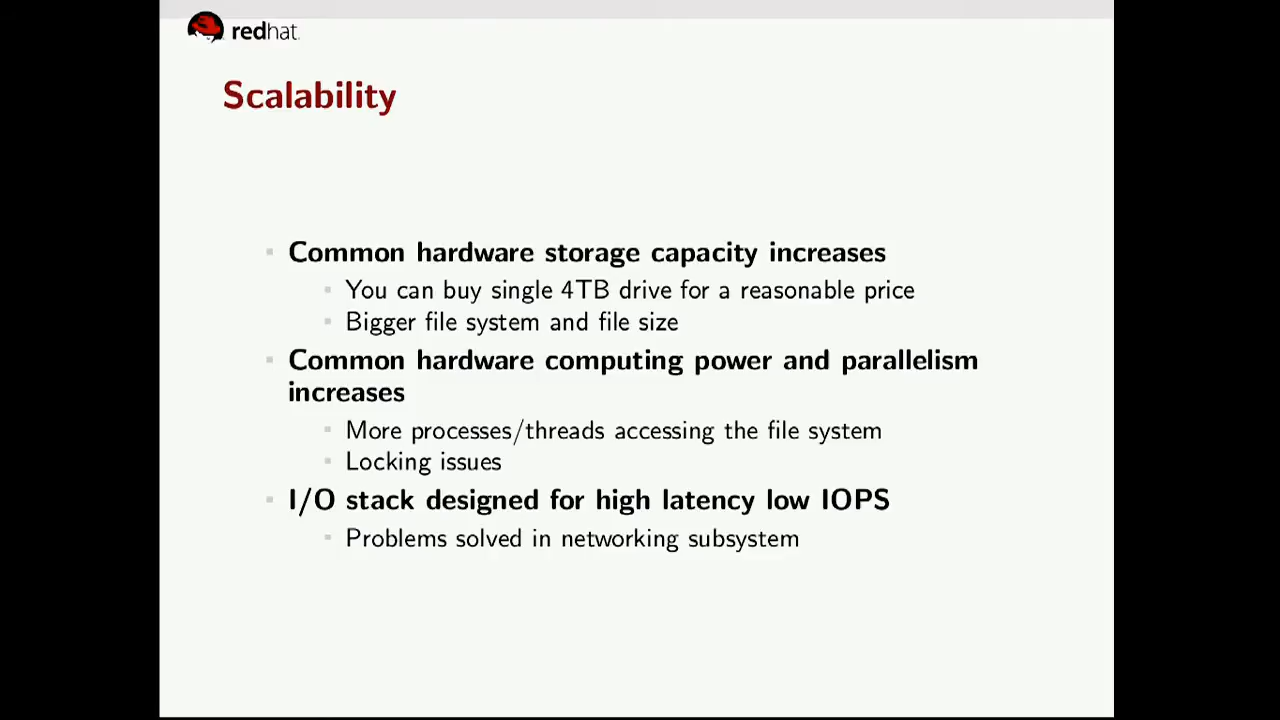 redhat.
Scalability
Common hardware storage capacity increases
You can buy single 4TB drive for a reasonable price
Bigger file system and file size
Common hardware computing power and parallelism
increases
More processes/threads accessing the file system
Locking issues
I/O stack designed for high latency low IOPS
Problems solved in networking subsystem